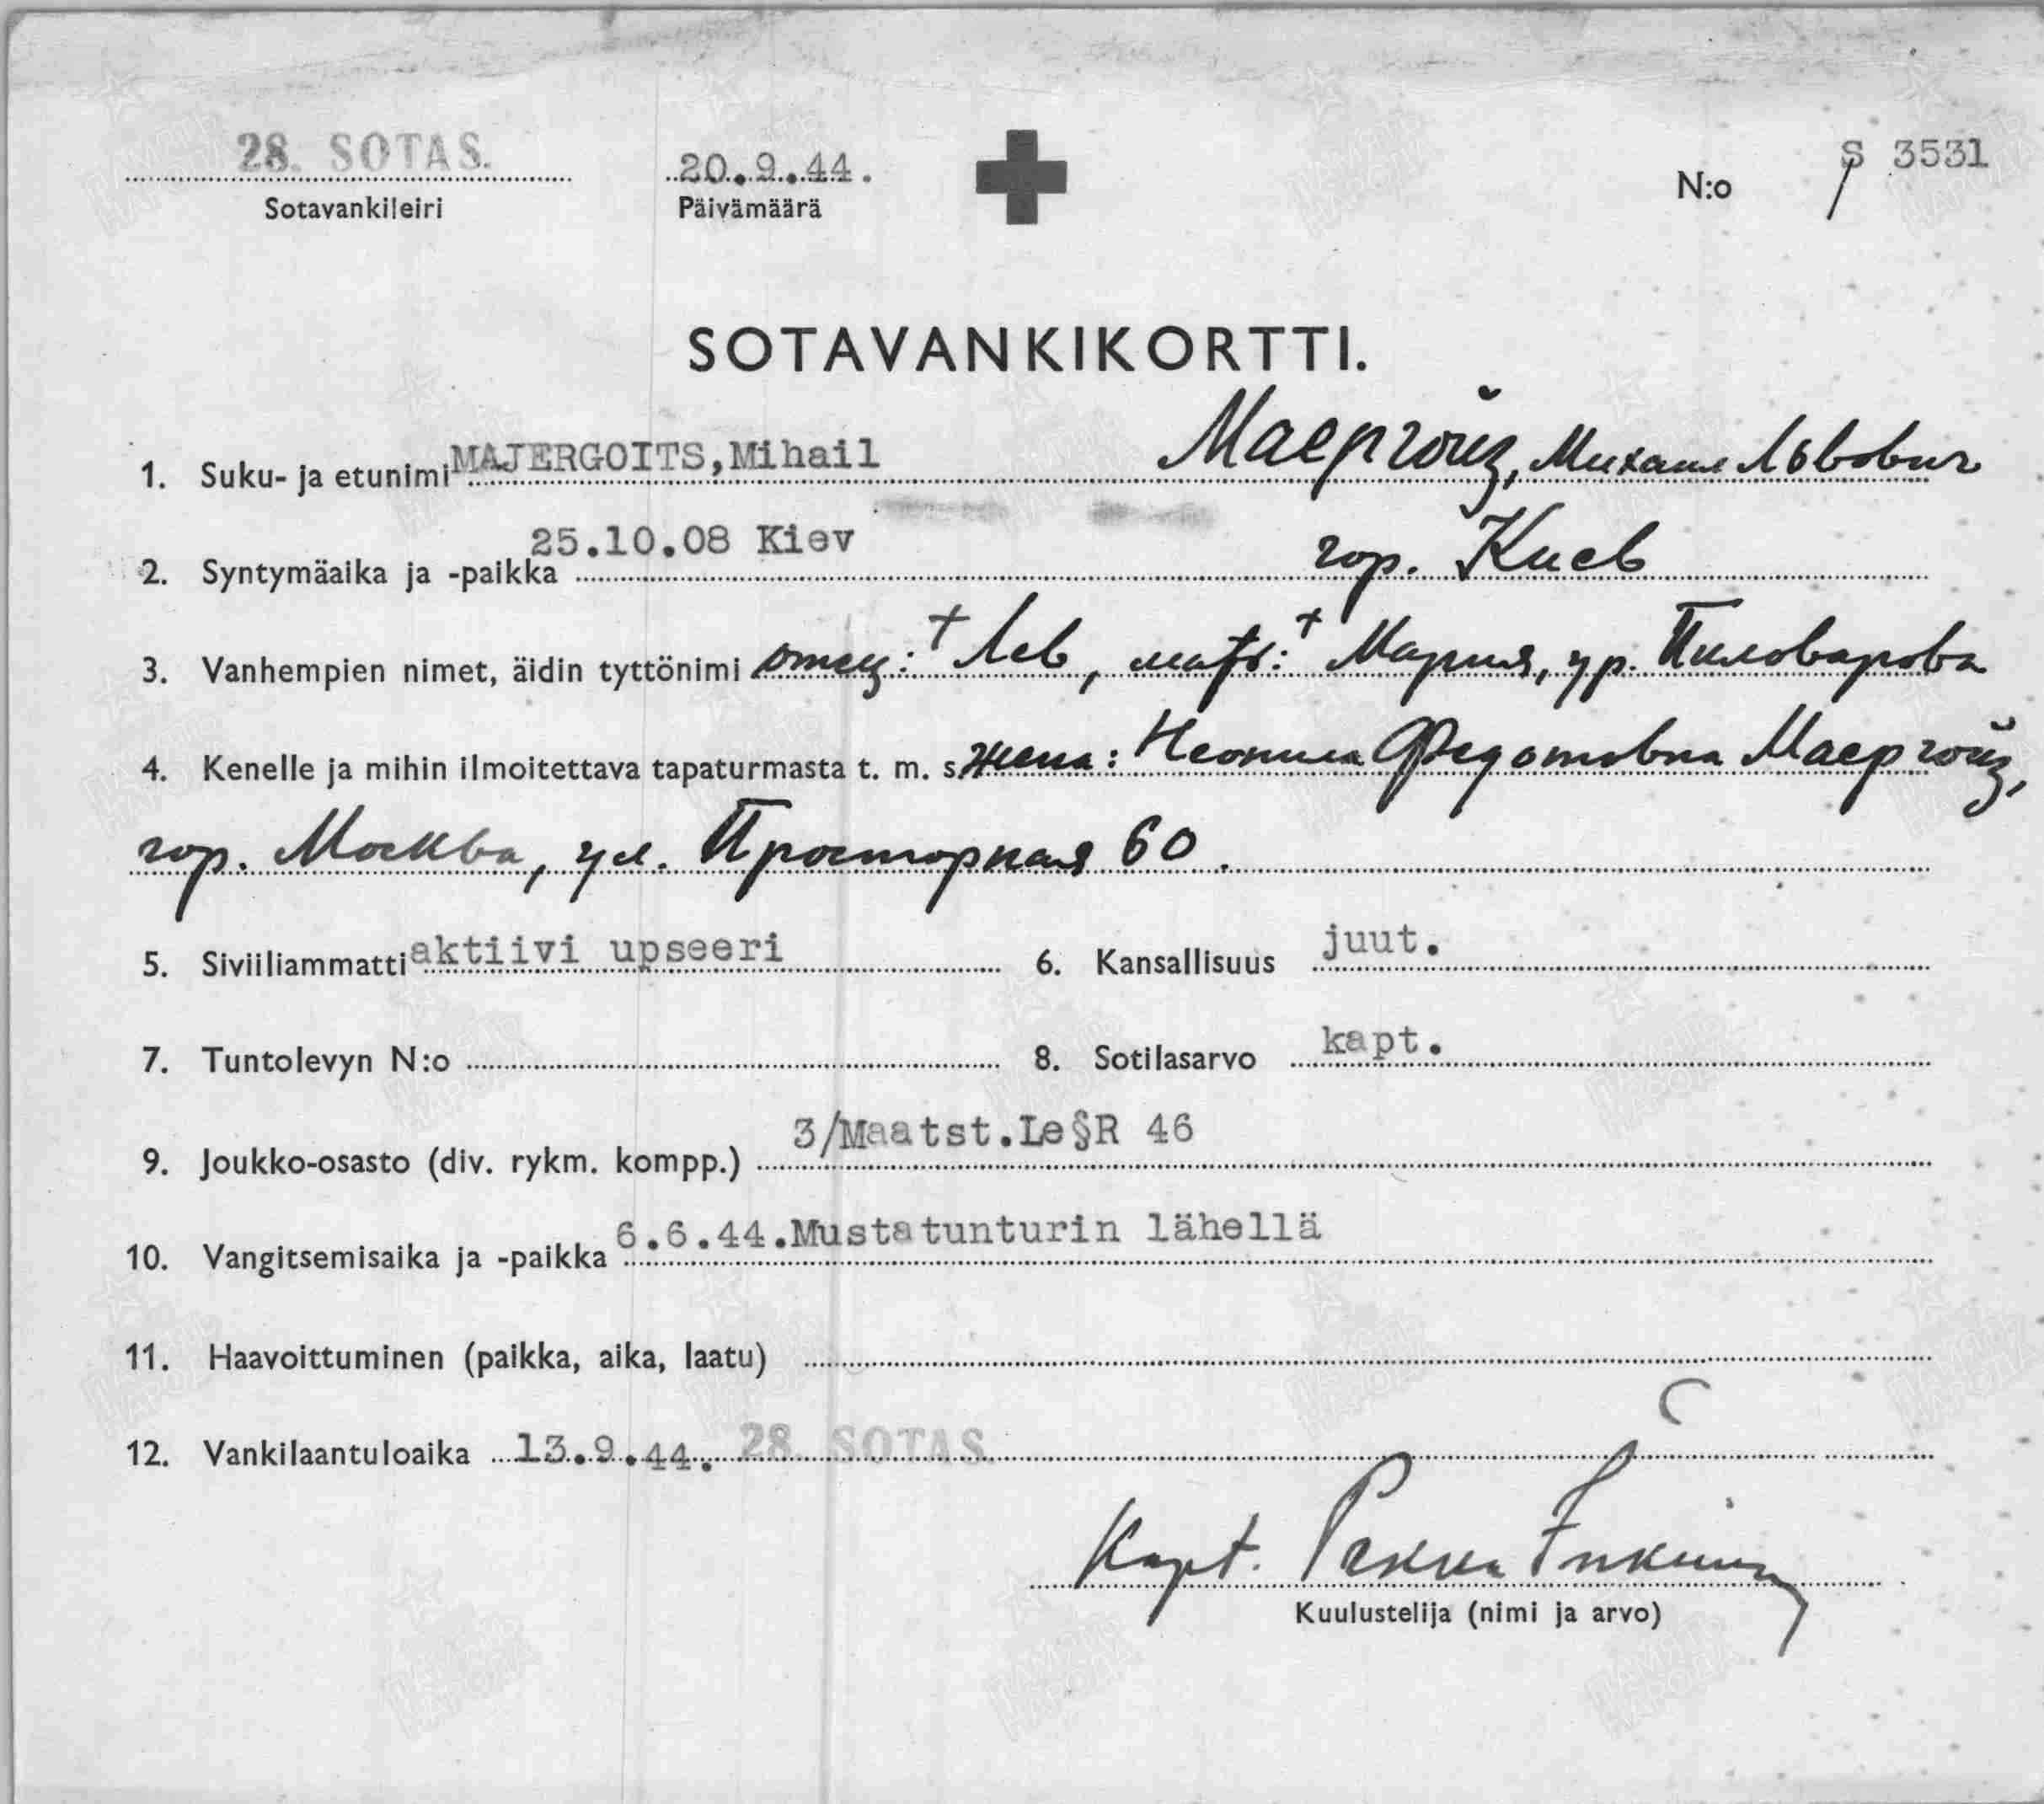 28. SOTAS.
20.9.44.
S 3531
Sotavankileiri
Päivämäärä
N:o
SOTAVANKIKORTTI.
1. Suku- ja etunimi MAJERGOITS,Mihail Маергойз, Михаил Львович
2. Syntymäaika ja -paikka 25.10.08 Kiev гор. Киев
3. Vanhempien nimet, äidin tyttönimi отец: + Лев, мать: + Мария, ур. Пиловарова
4. Kenelle ja mihin ilmoitettava tapaturmasta t. m. s. жена: Неонила Федотовна Маергойз,
гор. Москва, ул. Просторная 60.
5. Siviiliammatti aktiivi upseeri 6. Kansallisuus juut.
7. Tuntolevyn N:o 8. Sotilasarvo kapt.
9. Joukko-osasto (div. rykm. kompp.) 3/Maatst.Le§R 46
10. Vangitsemisaika ja -paikka 6.6.44.Mustatunturin lähellä
11. Haavoittuminen (paikka, aika, laatu)
12. Vankilaantuloaika 13.9.44. 28. SOTAS.
Kapt. Pekka
Kuulustelija (nimi ja arvo)